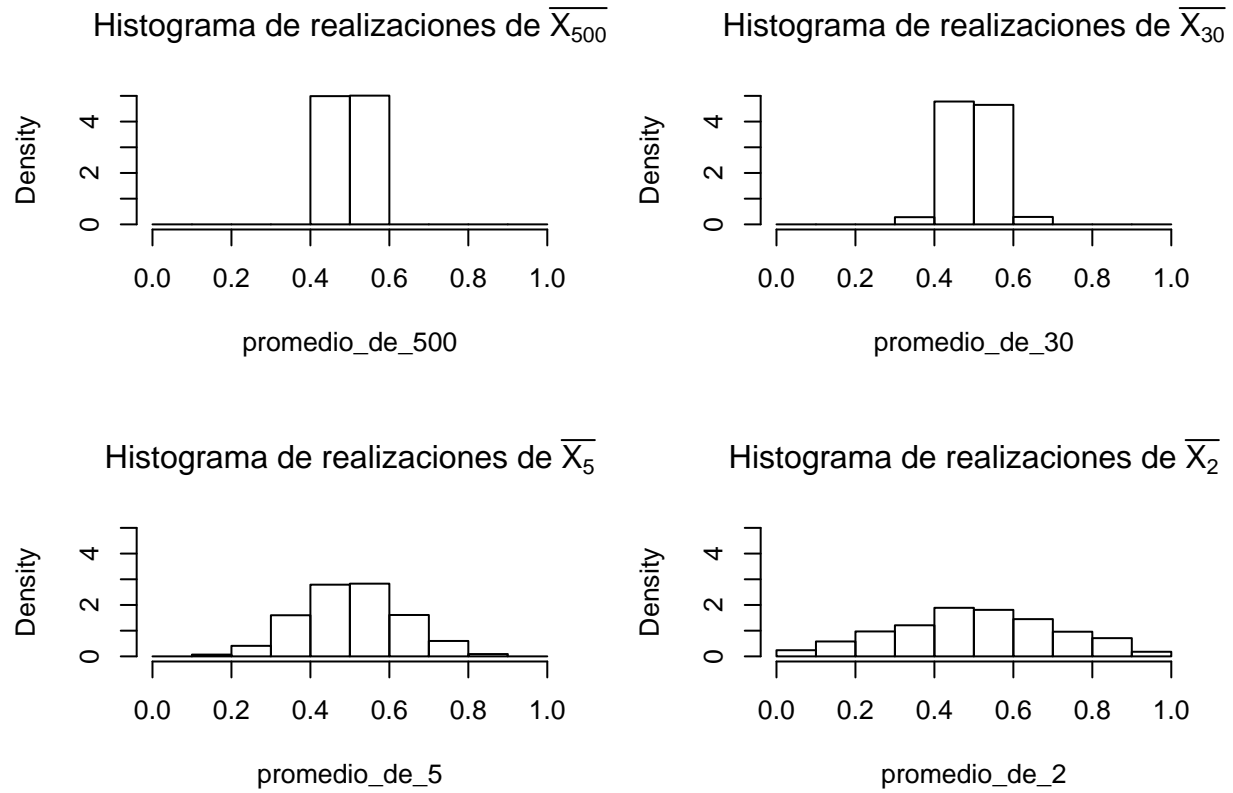 Histograma de realizaciones de X500
Density
0 2 4
0.0 0.2 0.4 0.6 0.8 1.0
promedio_de_500
Histograma de realizaciones de X30
Density
0 2 4
0.0 0.2 0.4 0.6 0.8 1.0
promedio_de_30
Histograma de realizaciones de X5
Density
0 2 4
0.0 0.2 0.4 0.6 0.8 1.0
promedio_de_5
Histograma de realizaciones de X2
Density
0 2 4
0.0 0.2 0.4 0.6 0.8 1.0
promedio_de_2